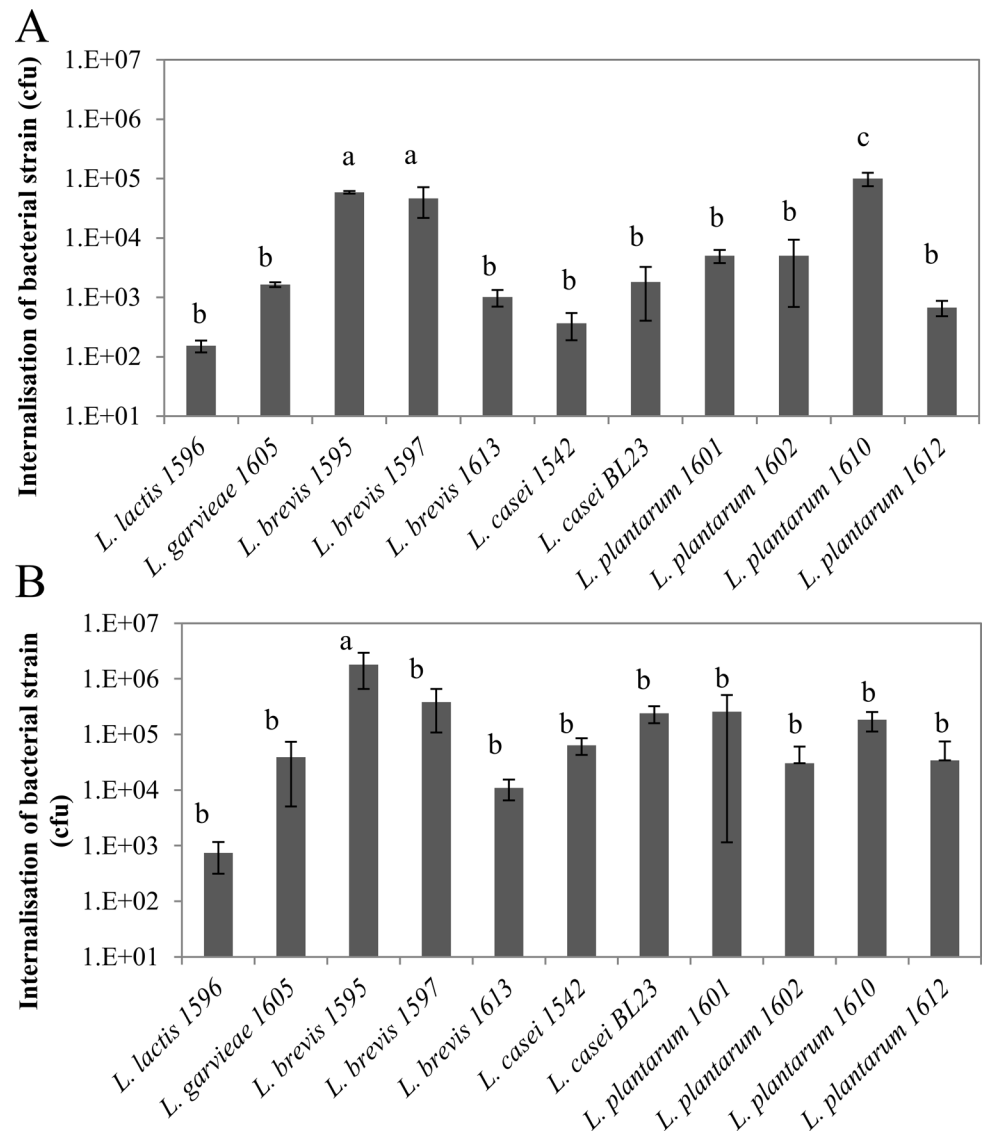 A
Internalisation of bacterial strain (cfu)
1.E+07
1.E+06
1.E+05
1.E+04
1.E+03
1.E+02
1.E+01
b
b
a
a
b
b
b
b
b
c
b
L. lactis 1596
L. garvieae 1605
L. brevis 1595
L. brevis 1597
L. brevis 1613
L. casei 1542
L. casei BL23
L. plantarum 1601
L. plantarum 1602
L. plantarum 1610
L. plantarum 1612
B
Internalisation of bacterial strain
(cfu)
1.E+07
1.E+06
1.E+05
1.E+04
1.E+03
1.E+02
1.E+01
b
b
a
b
b
b
b
b
b
b
b
L. lactis 1596
L. garvieae 1605
L. brevis 1595
L. brevis 1597
L. brevis 1613
L. casei 1542
L. casei BL23
L. plantarum 1601
L. plantarum 1602
L. plantarum 1610
L. plantarum 1612